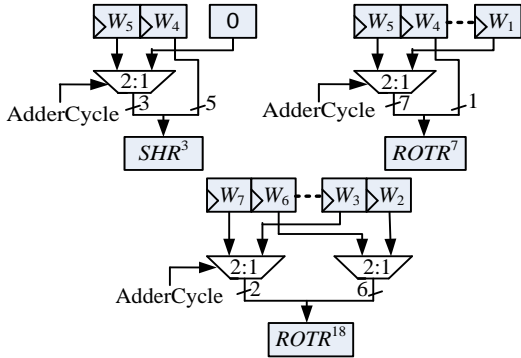 W₅ W₄ 0
2:1
AdderCycle
3 5
SHR³
W₅ W₄ W₁
2:1
AdderCycle
7 1
ROTR⁷
W₇ W₆ W₃ W₂
2:1 2:1
AdderCycle
2 6
ROTR¹⁸